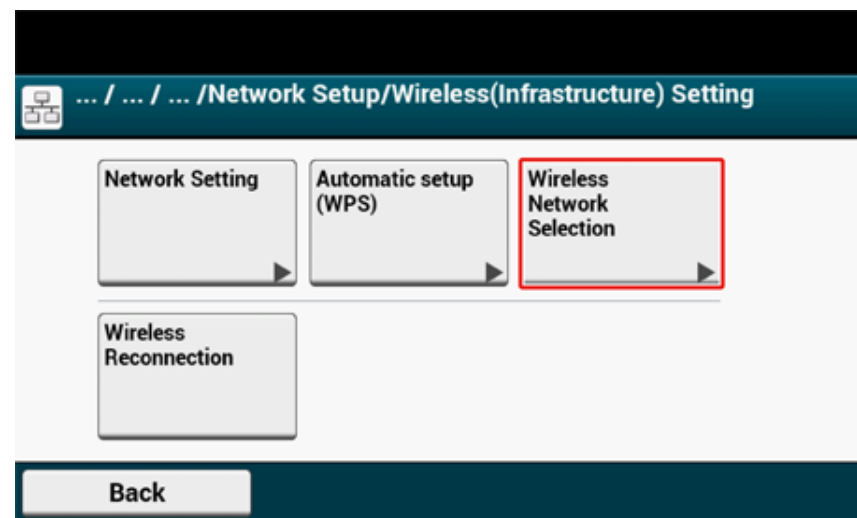 ... / ... / ... /Network Setup/Wireless(Infrastructure) Setting
Network Setting
Automatic setup
(WPS)
Wireless
Network
Selection
Wireless
Reconnection
Back